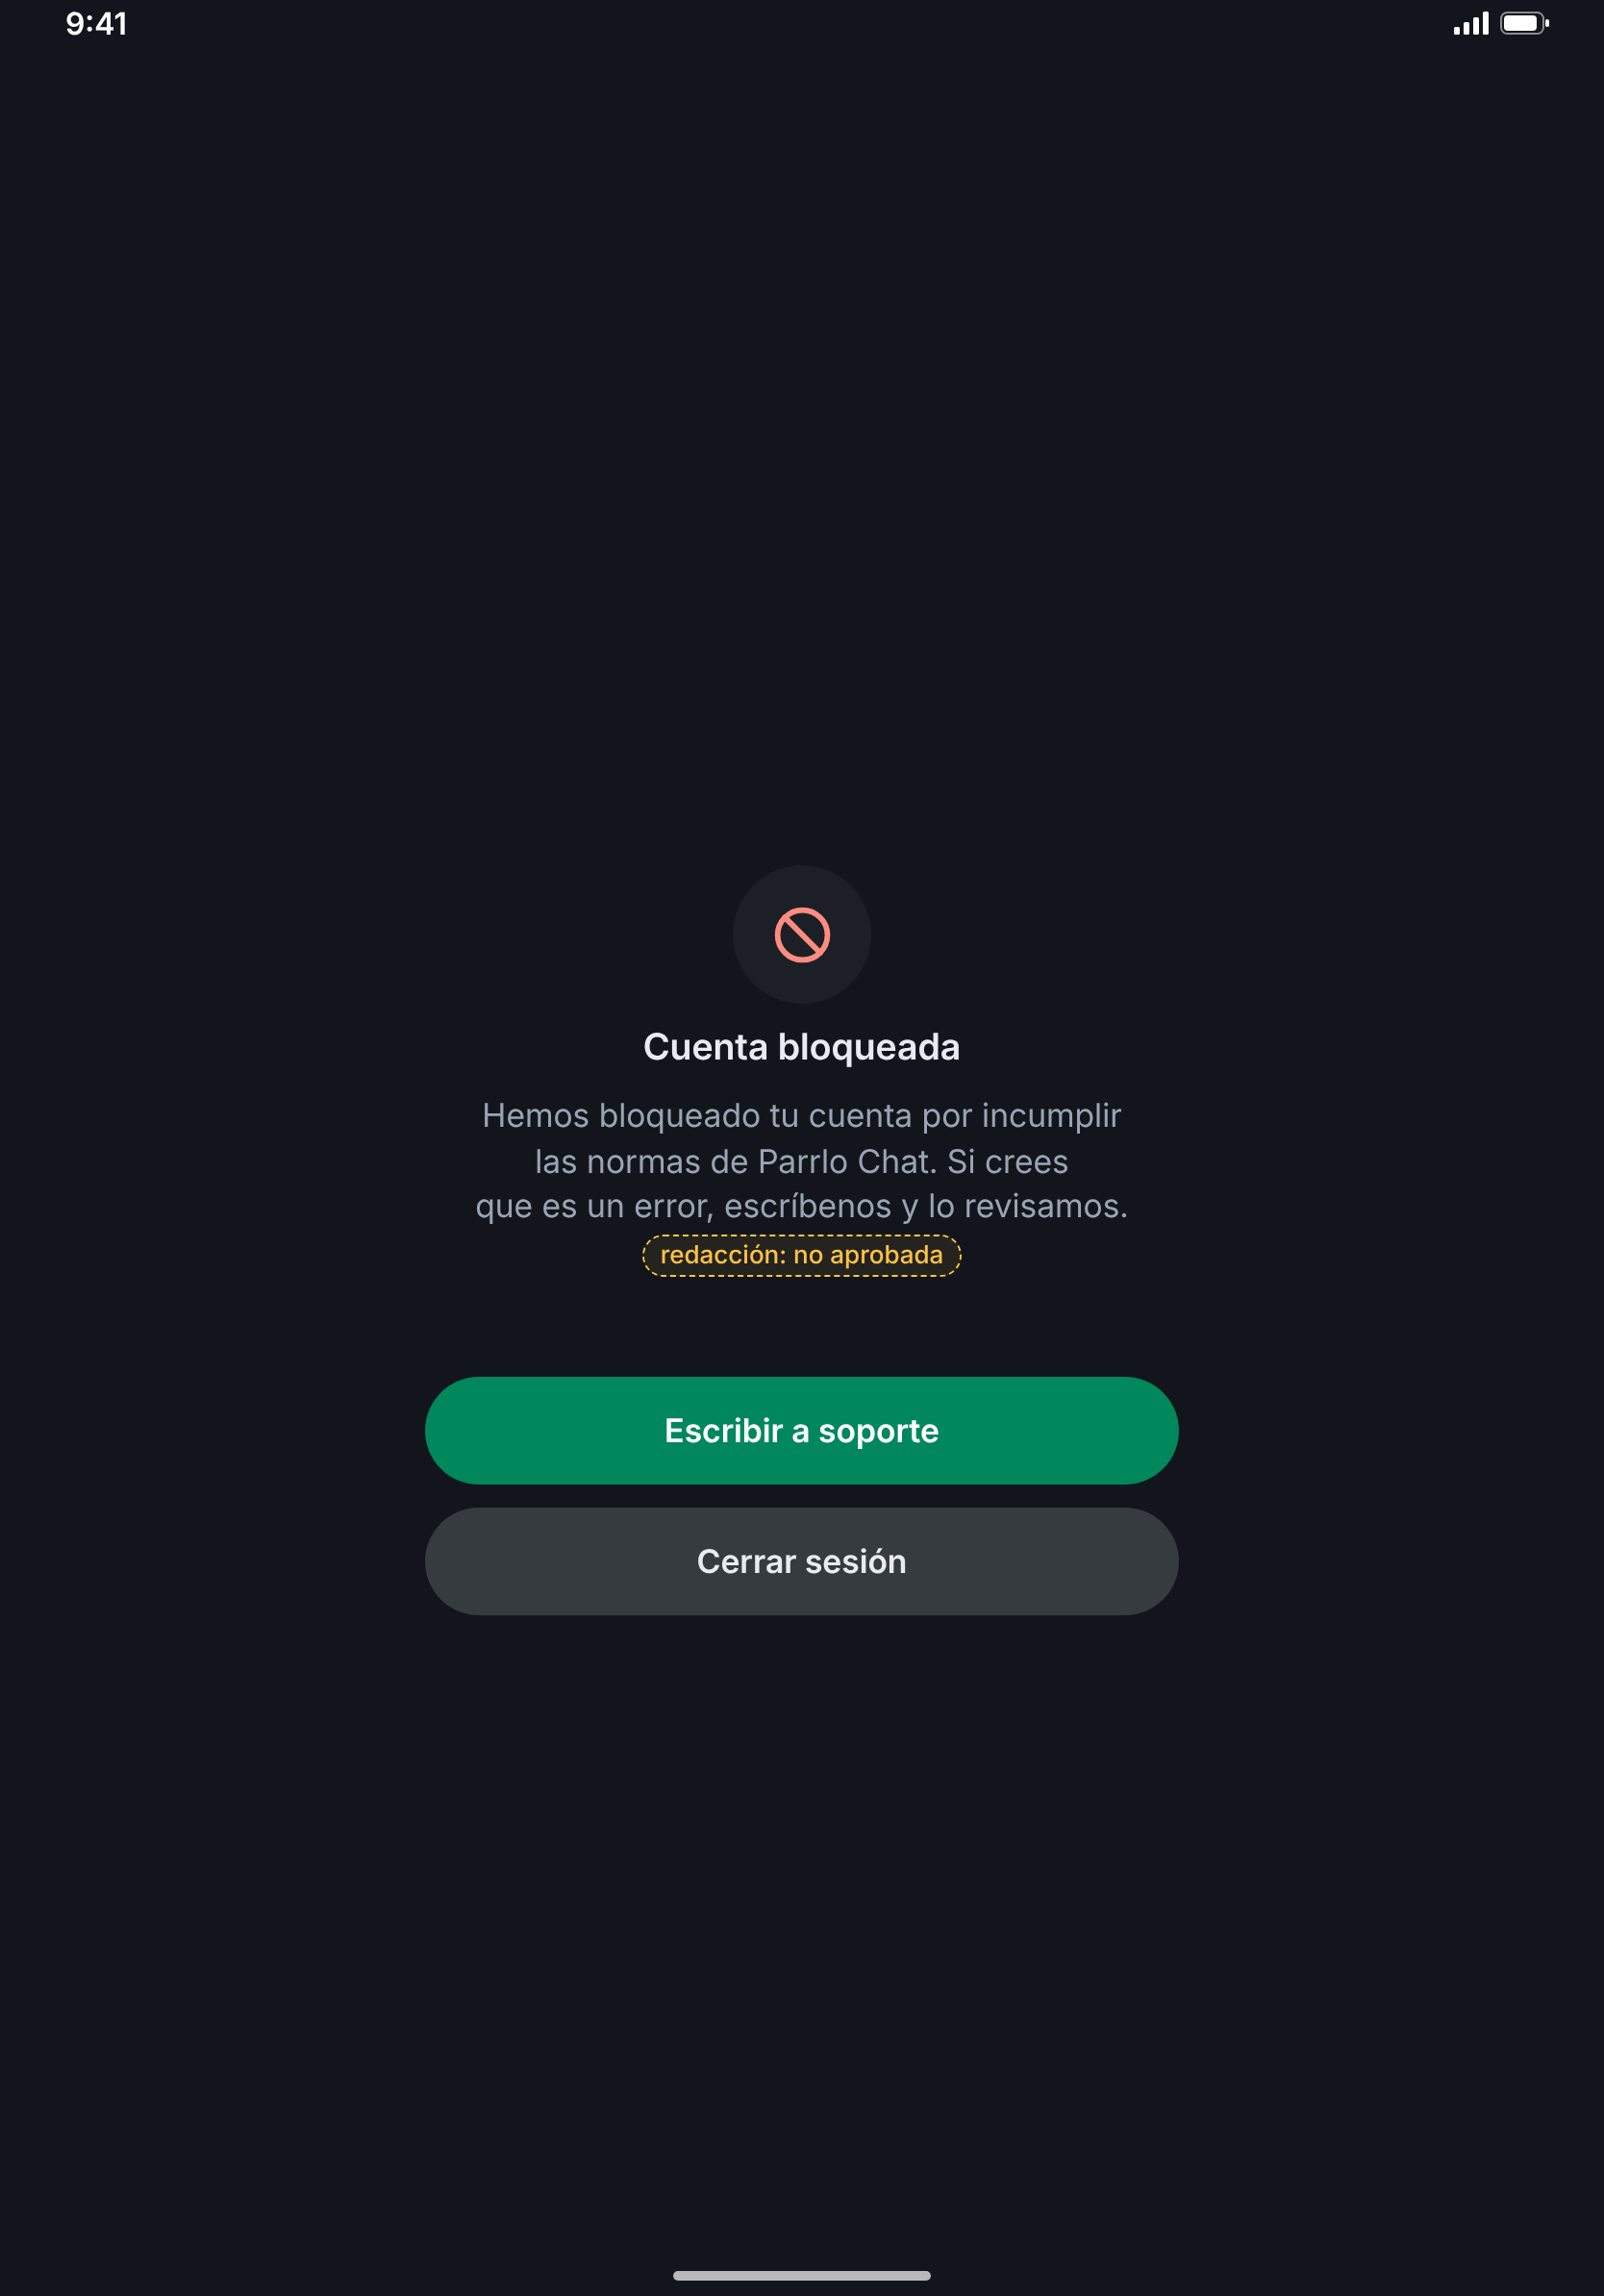 9:41
Cuenta bloqueada
Hemos bloqueado tu cuenta por incumplir
las normas de Parrlo Chat. Si crees
que es un error, escríbenos y lo revisamos.
redacción: no aprobada
Escribir a soporte
Cerrar sesión